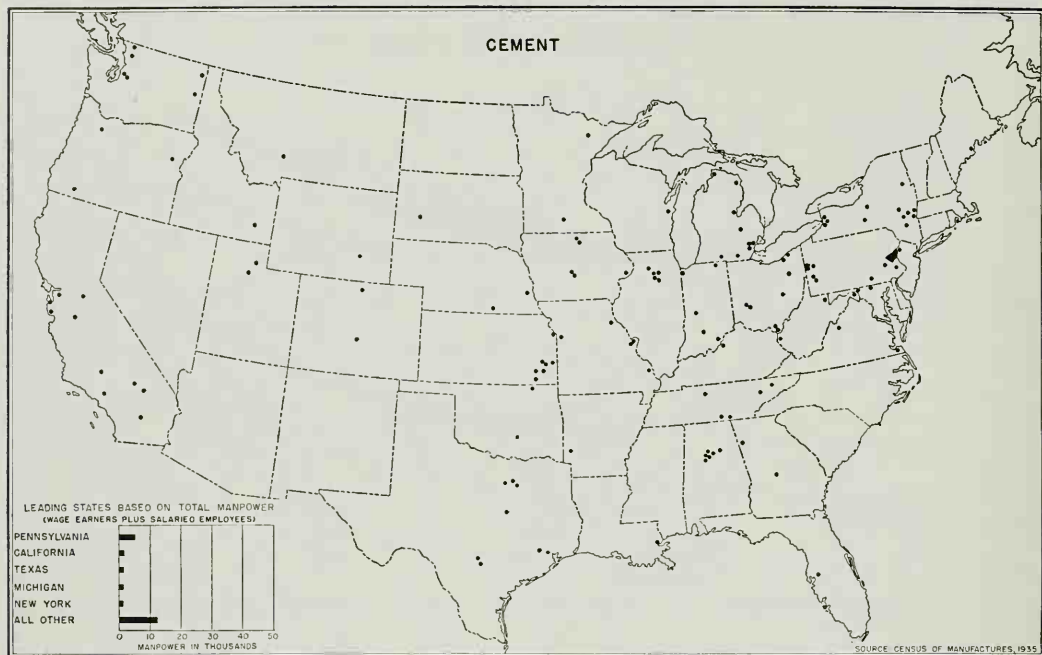 CEMENT
LEADING STATES BASED ON TOTAL MANPOWER
(WAGE EARNERS PLUS SALARIED EMPLOYEES)
PENNSYLVANIA
CALIFORNIA
TEXAS
MICHIGAN
NEW YORK
ALL OTHER
0 10 20 30 40 50
MANPOWER IN THOUSANDS
SOURCE: CENSUS OF MANUFACTURES, 1935